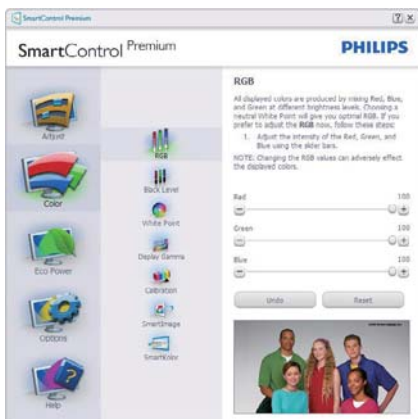 SmartControl Premium
SmartControl Premium
PHILIPS
Adjust
Color
Eco Power
Options
Help
RGB
Black Level
White Point
Display Gamma
Calibration
SmartImage
SmartKolor
RGB
All displayed colors are produced by mixing Red, Blue,
and Green at different brightness levels. Choosing a
neutral White Point will give you optimal RGB. If you
prefer to adjust the RGB now, follow these steps:
1. Adjust the intensity of the Red, Green, and
Blue using the slider bars.
NOTE: Changing the RGB values can adversely effect
the displayed colors.
Red 100
Green 100
Blue 100
Undo
Reset